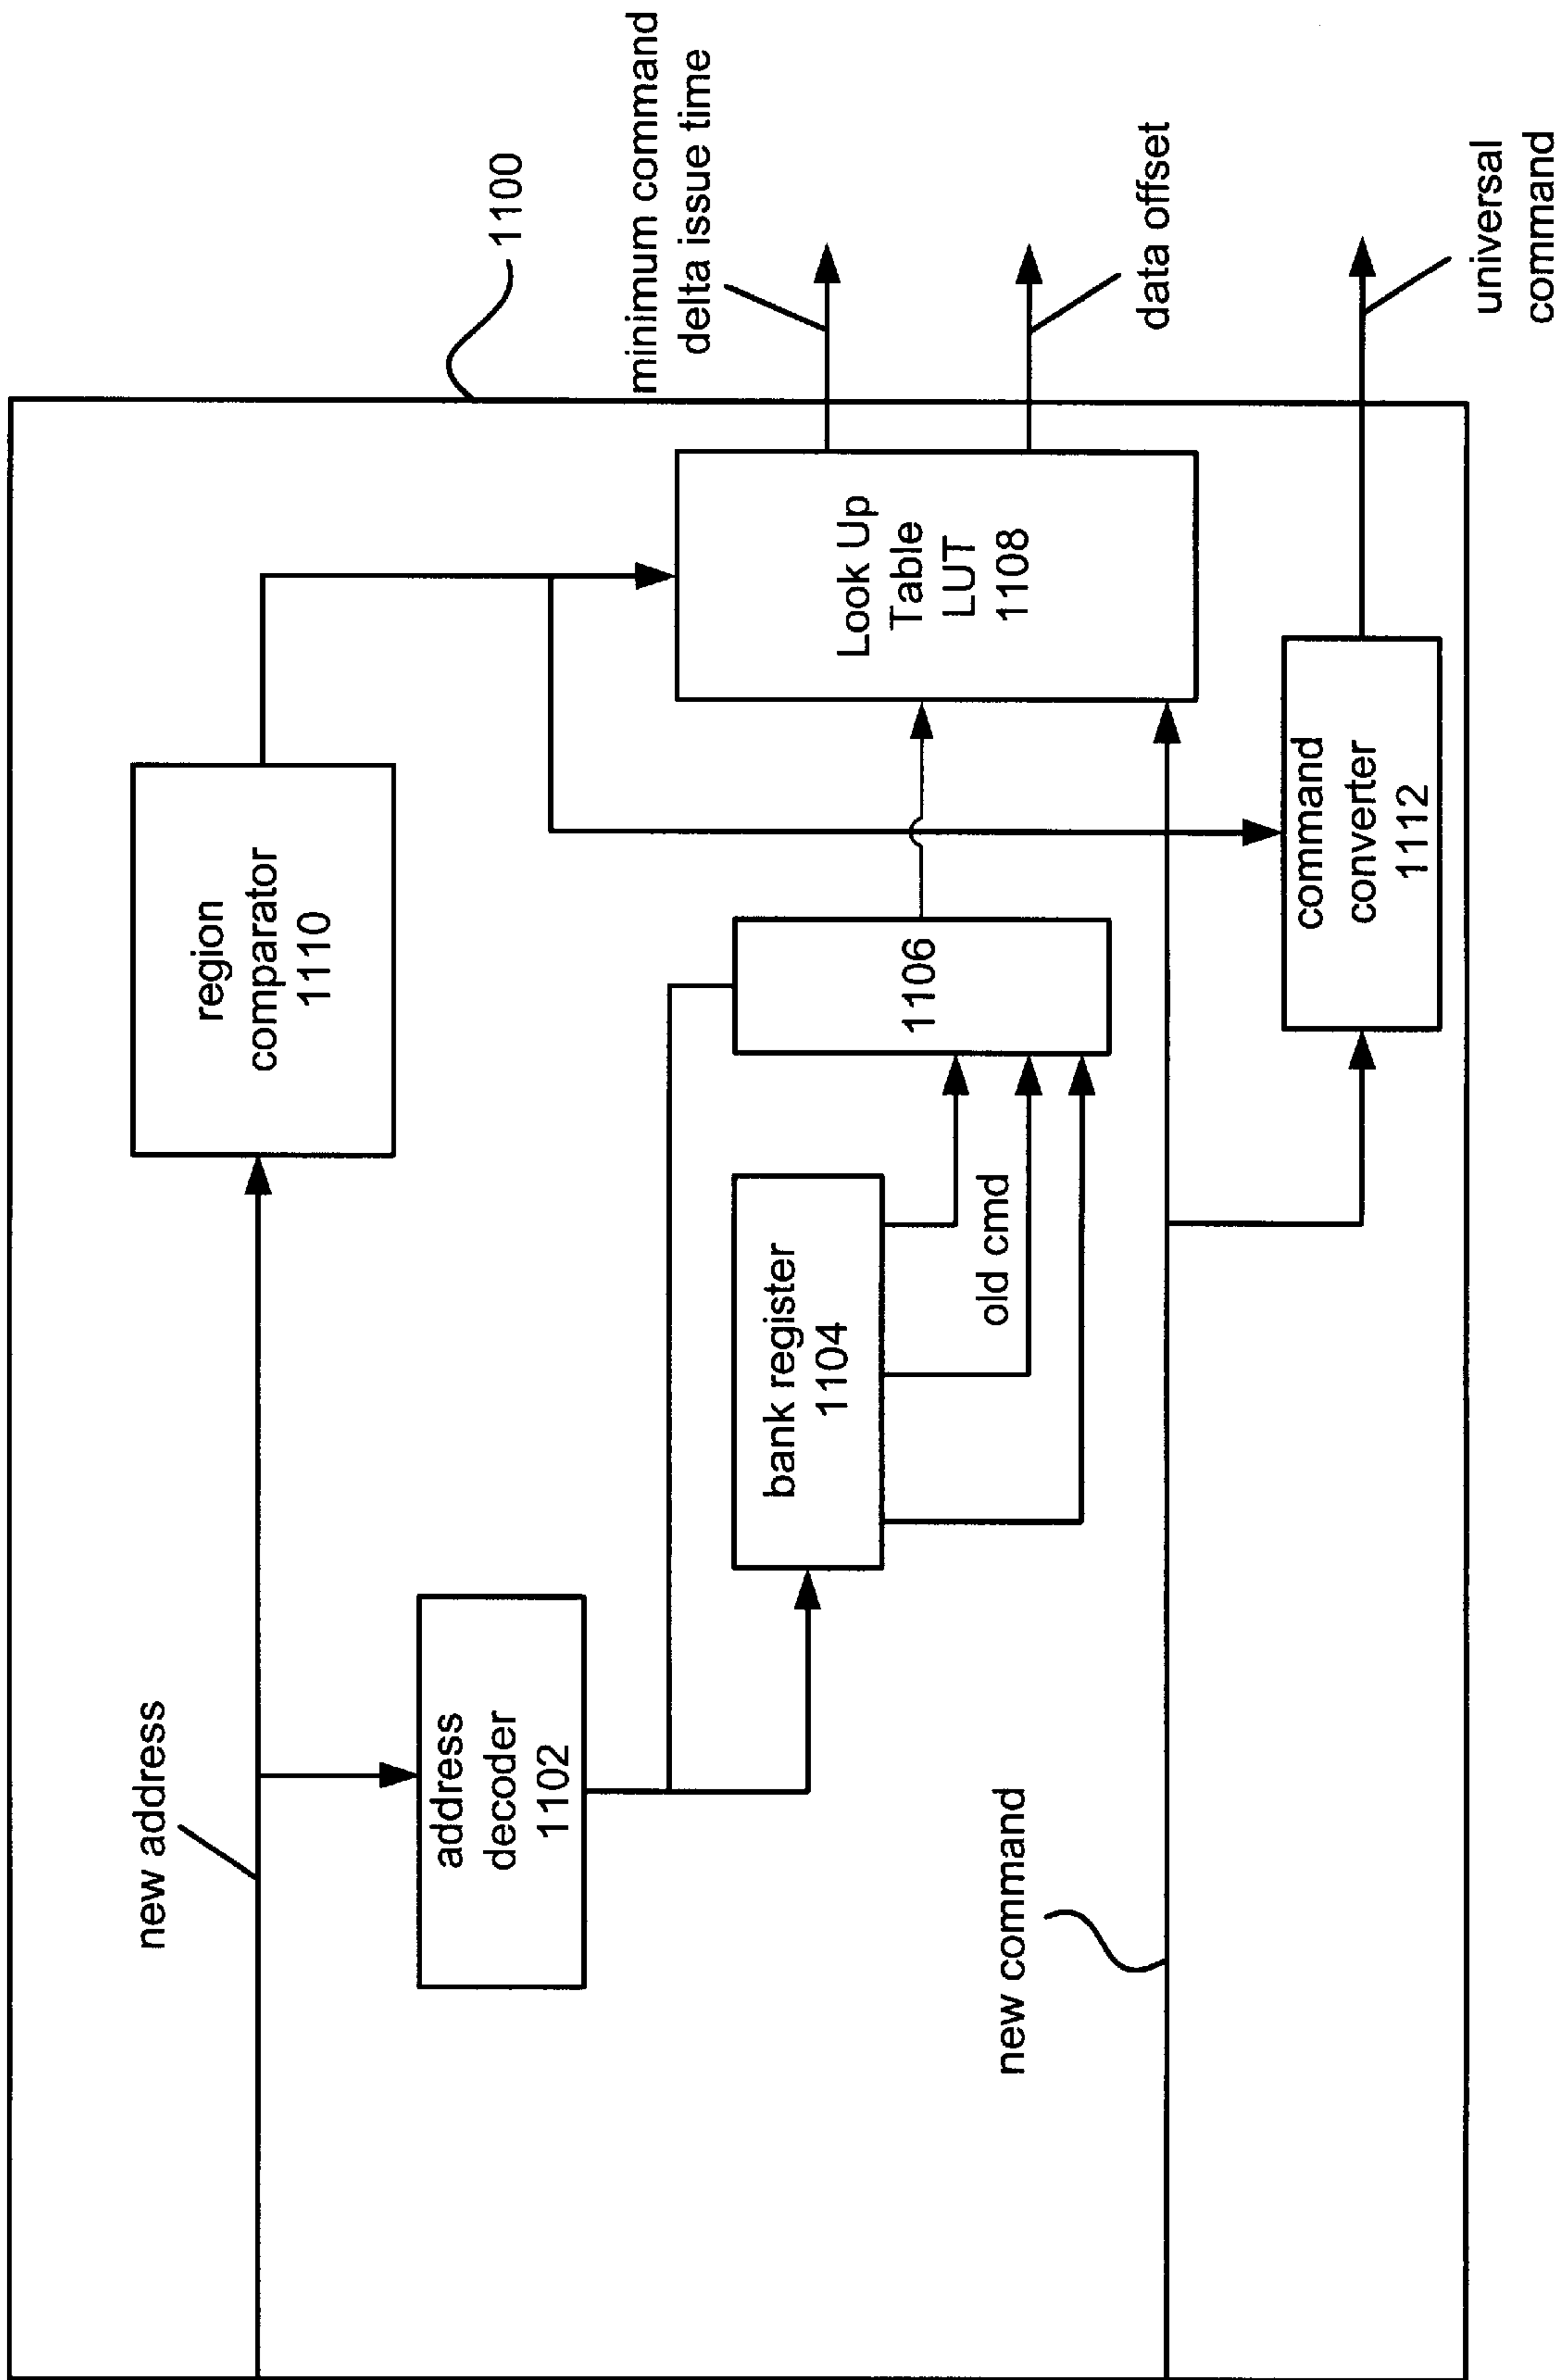 new address
region
comparator
1110
1100
minimum command
delta issue time
address
decoder
1102
bank register
1104
old cmd
1106
Look Up
Table
LUT
1108
data offset
new command
command
converter
1112
universal
command